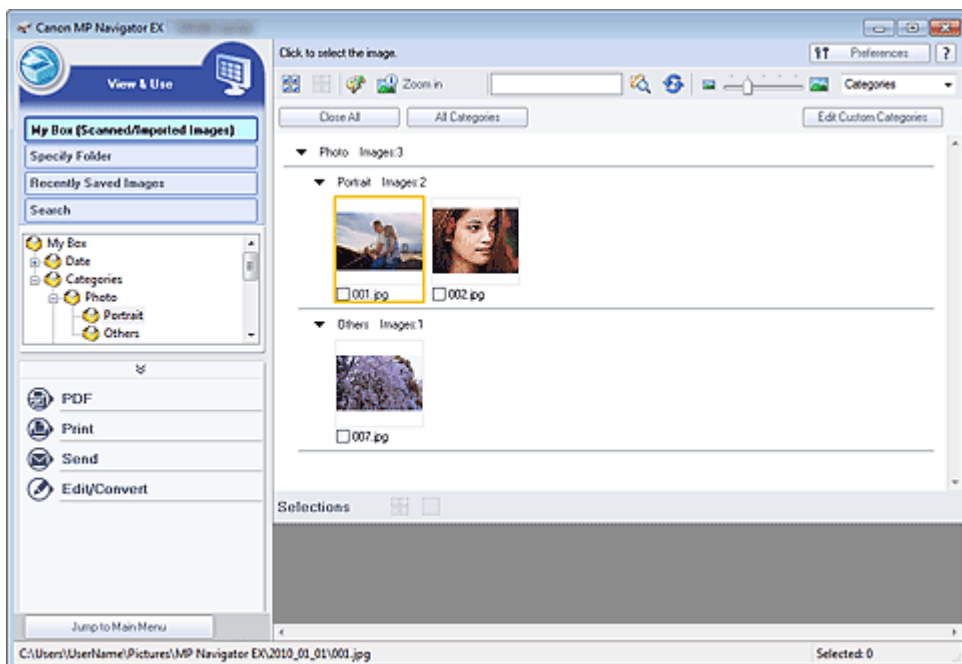 Canon MP Navigator EX
View & Use
My Box (Scanned/Imported Images)
Specify Folder
Recently Saved Images
Search
My Box
Date
Categories
Photo
Portrait
Others
PDF
Print
Send
Edit/Convert
Jump to Main Menu
Click to select the image.
Preferences
?
Zoom in
Categories
Close All
All Categories
Edit Custom Categories
Photo Images:3
Portrait Images:2
001.jpg
002.jpg
Others Images:1
007.jpg
Selections
C:\Users\UserName\Pictures\MP Navigator EX\2010_01_01\001.jpg
Selected: 0